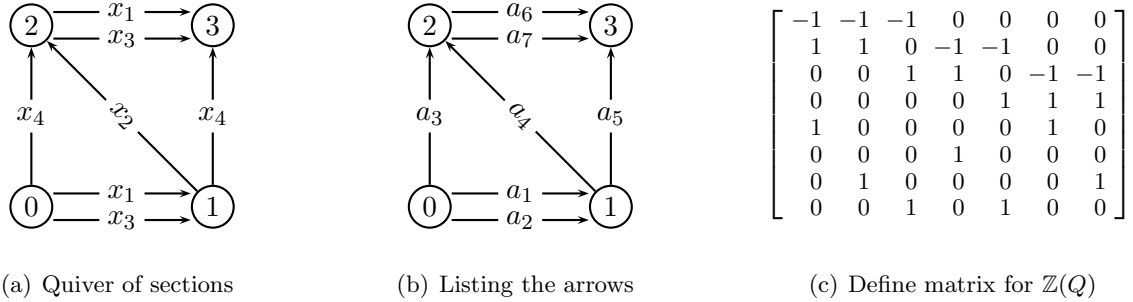 2 x₁ 3
x₃
x₄ x₂ x₄
0 x₁ 1
x₃
(a) Quiver of sections
2 a₆ 3
a₇
a₃ a₄ a₅
0 a₁ 1
a₂
(b) Listing the arrows
−1 −1 −1 0 0 0 0
1 1 0 −1 −1 0 0
0 0 1 1 0 −1 −1
0 0 0 0 1 1 1
1 0 0 0 0 1 0
0 0 0 1 0 0 0
0 1 0 0 0 0 1
0 0 1 0 1 0 0
(c) Define matrix for ℤ(Q)